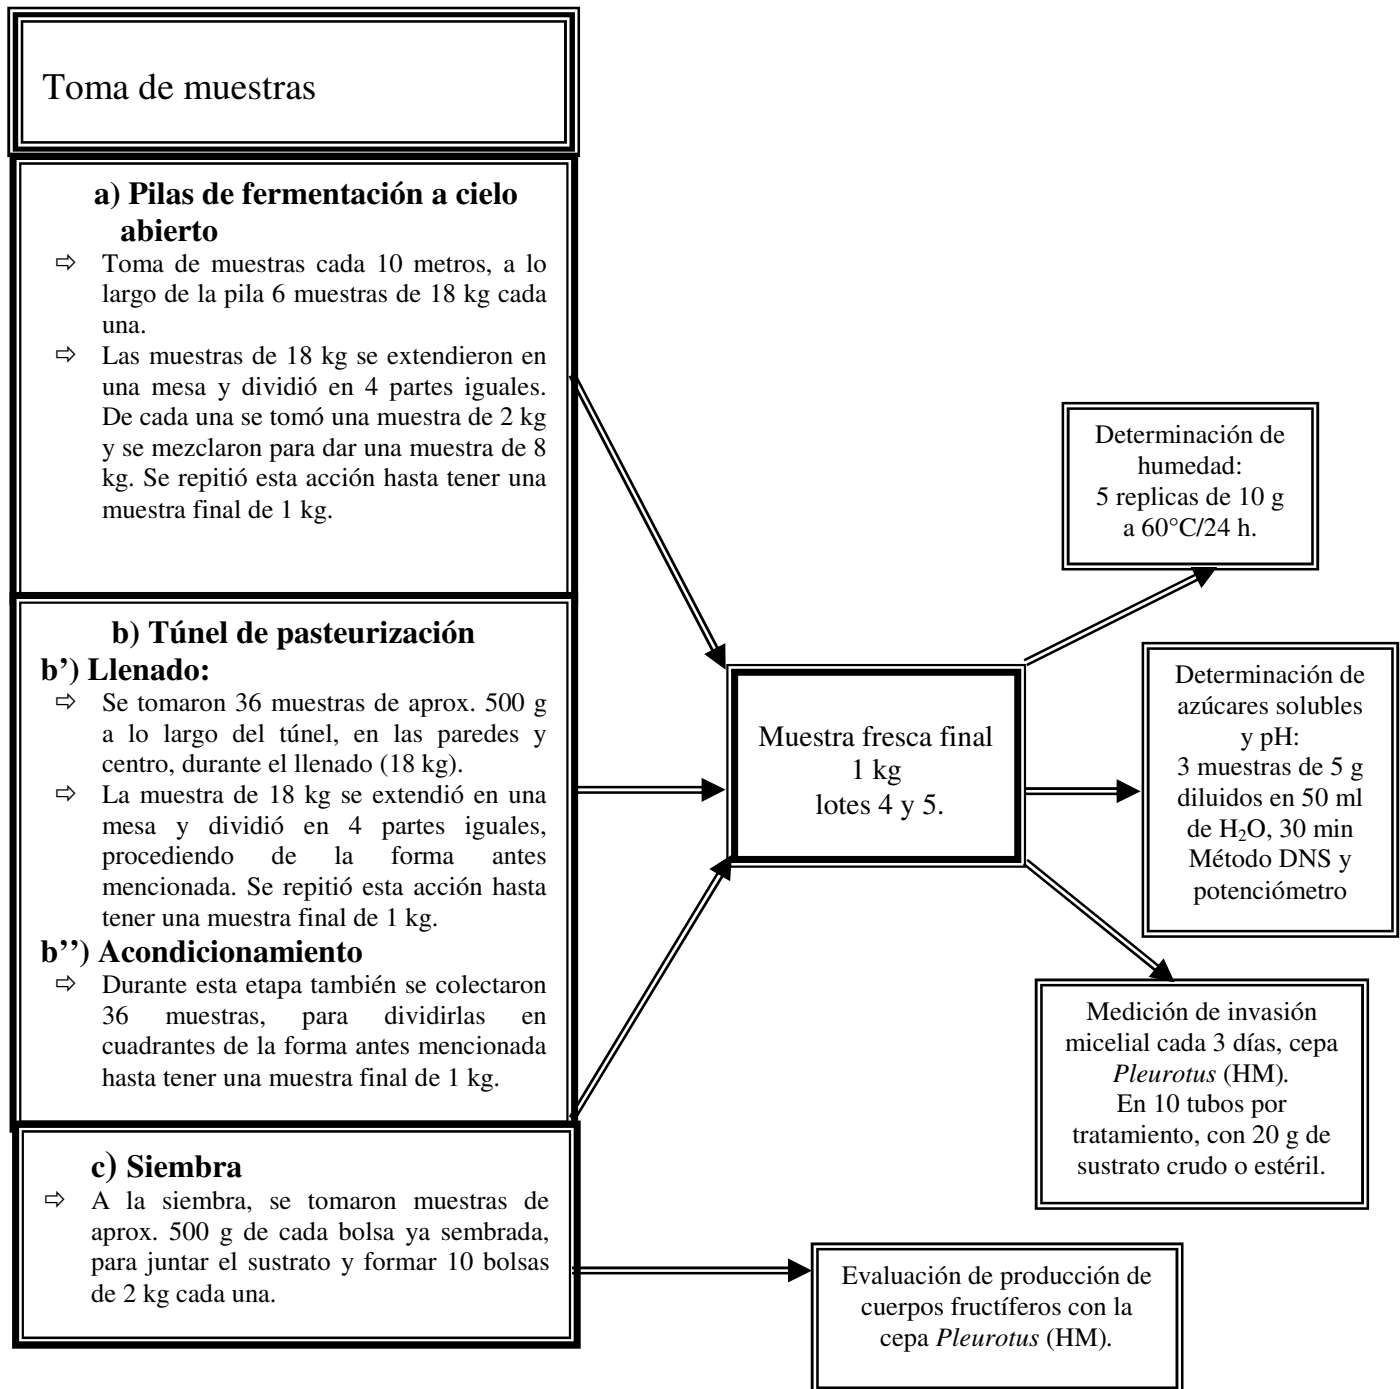 Toma de muestras
a) Pilas de fermentación a cielo
abierto
⇨ Toma de muestras cada 10 metros, a lo
largo de la pila 6 muestras de 18 kg cada
una.
⇨ Las muestras de 18 kg se extendieron en
una mesa y dividió en 4 partes iguales.
De cada una se tomó una muestra de 2 kg
y se mezclaron para dar una muestra de 8
kg. Se repitió esta acción hasta tener una
muestra final de 1 kg.
b) Túnel de pasteurización
b’) Llenado:
⇨ Se tomaron 36 muestras de aprox. 500 g
a lo largo del túnel, en las paredes y
centro, durante el llenado (18 kg).
⇨ La muestra de 18 kg se extendió en una
mesa y dividió en 4 partes iguales,
procediendo de la forma antes
mencionada. Se repitió esta acción hasta
tener una muestra final de 1 kg.
b’’) Acondicionamiento
⇨ Durante esta etapa también se colectaron
36 muestras, para dividirlas en
cuadrantes de la forma antes mencionada
hasta tener una muestra final de 1 kg.
c) Siembra
⇨ A la siembra, se tomaron muestras de
aprox. 500 g de cada bolsa ya sembrada,
para juntar el sustrato y formar 10 bolsas
de 2 kg cada una.
Muestra fresca final
1 kg
lotes 4 y 5.
Determinación de
humedad:
5 replicas de 10 g
a 60°C/24 h.
Determinación de
azúcares solubles
y pH:
3 muestras de 5 g
diluidos en 50 ml
de H₂O, 30 min
Método DNS y
potenciómetro
Medición de invasión
micelial cada 3 días, cepa
Pleurotus (HM).
En 10 tubos por
tratamiento, con 20 g de
sustrato crudo o estéril.
Evaluación de producción de
cuerpos fructíferos con la
cepa Pleurotus (HM).